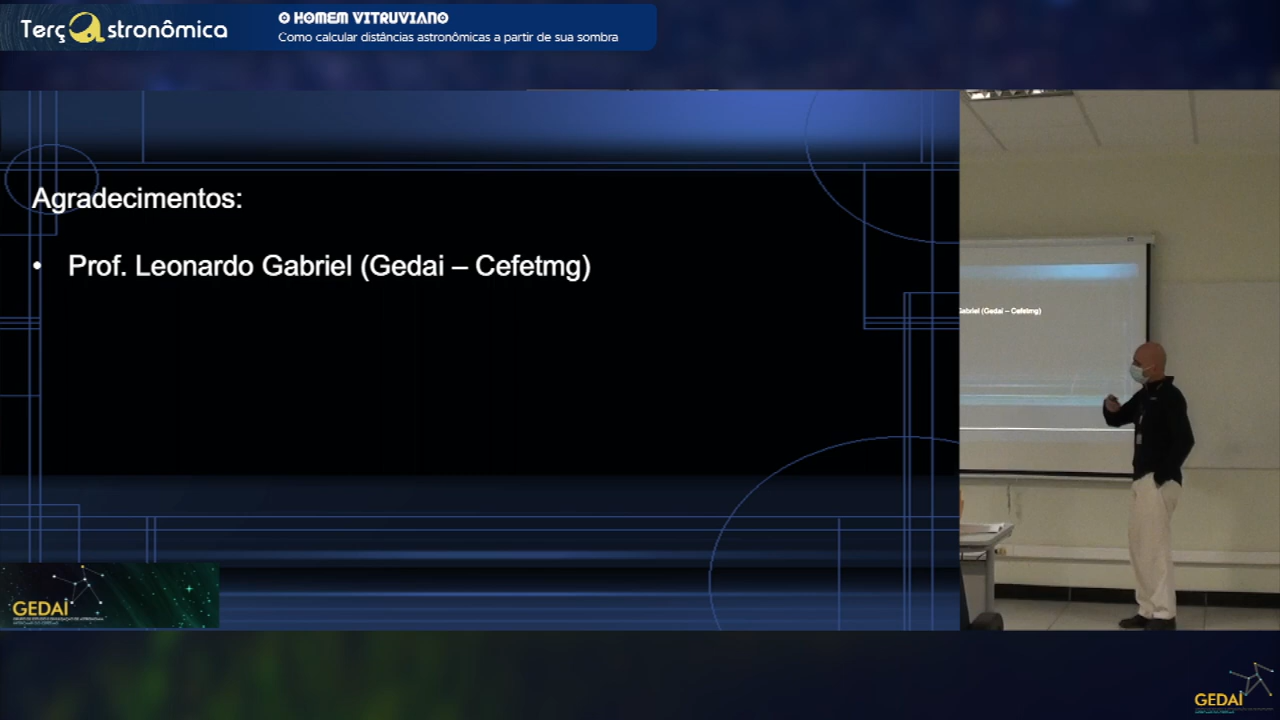 Terç stronômica
O HOMEM VITRUVIANO
Como calcular distâncias astronômicas a partir de sua sombra
Agradecimentos:
• Prof. Leonardo Gabriel (Gedai – Cefetmg)
Gabriel (Gedai – Cefetmg)
GEDAI
GEDAI